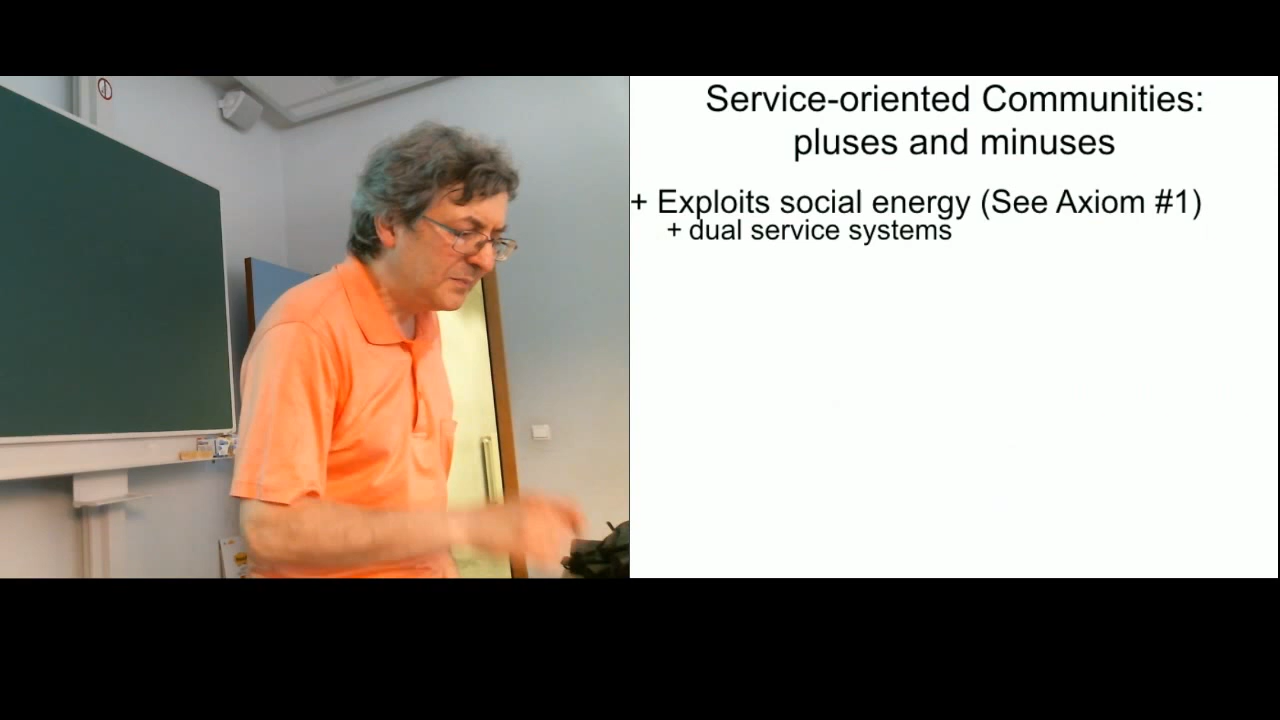 Service-oriented Communities:
pluses and minuses
+ Exploits social energy (See Axiom #1)
+ dual service systems